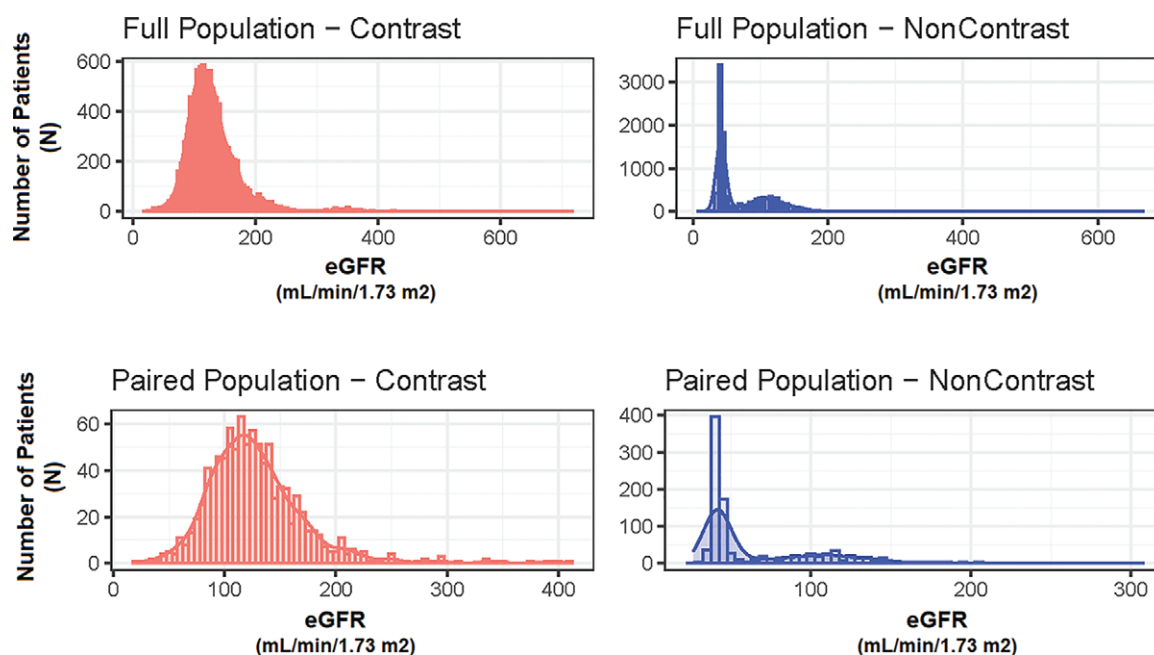 Full Population – Contrast
Number of Patients
(N)
600
400
200
0
0 200 400 600
eGFR
(mL/min/1.73 m2)
Full Population – NonContrast
3000
2000
1000
0
0 200 400 600
eGFR
(mL/min/1.73 m2)
Paired Population – Contrast
Number of Patients
(N)
60
40
20
0
0 100 200 300 400
eGFR
(mL/min/1.73 m2)
Paired Population – NonContrast
400
300
200
100
0
100 200 300
eGFR
(mL/min/1.73 m2)